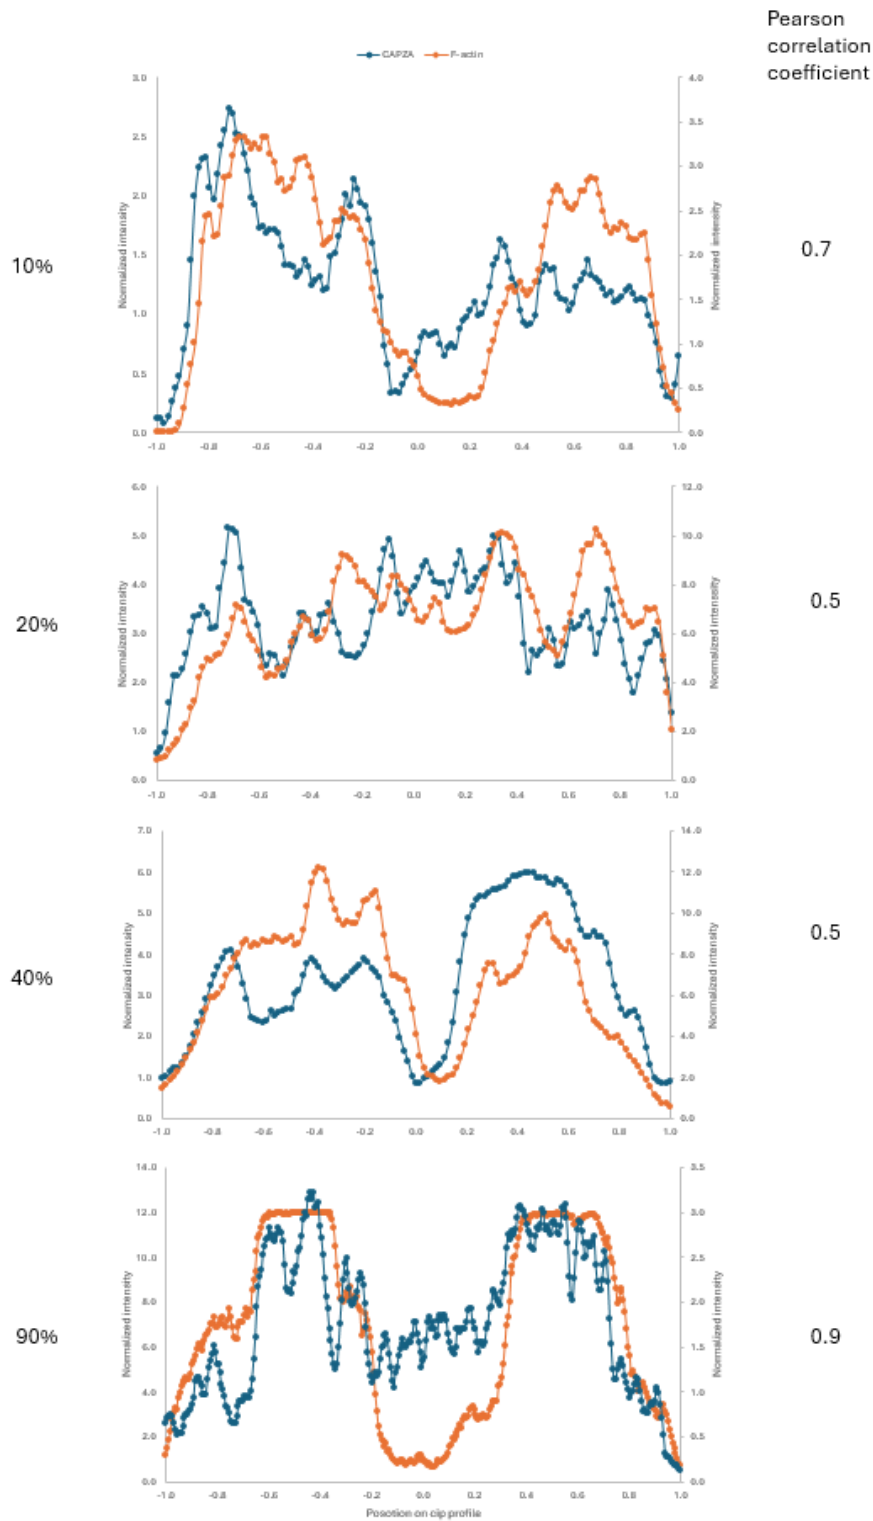 Pearson
correlation
coefficient
CAPZA F-actin
10%
0.7
Normalized intensity
Normalized intensity
3.0 2.5 2.0 1.5 1.0 0.5 0.0
4.0 3.5 3.0 2.5 2.0 1.5 1.0 0.5 0.0
-1.0 -0.8 -0.6 -0.4 -0.2 0.0 0.2 0.4 0.6 0.8 1.0
20%
0.5
Normalized intensity
Normalized intenssity
6.0 5.0 4.0 3.0 2.0 1.0 0.0
12.0 10.0 8.0 6.0 4.0 2.0 0.0
-1.0 -0.8 -0.6 -0.4 -0.2 0.0 0.2 0.4 0.6 0.8 1.0
40%
0.5
Normalized intensity
Normalized intensity
7.0 6.0 5.0 4.0 3.0 2.0 1.0 0.0
14.0 12.0 10.0 8.0 6.0 4.0 2.0 0.0
-1.0 -0.8 -0.6 -0.4 -0.2 0.0 0.2 0.4 0.6 0.8 1.0
90%
0.9
Normalized intensity
Normalized intensity
14.0 12.0 10.0 8.0 6.0 4.0 2.0 0.0
3.5 3.0 2.5 2.0 1.5 1.0 0.5 0.0
-1.0 -0.8 -0.6 -0.4 -0.2 0.0 0.2 0.4 0.6 0.8 1.0
Posotion on cip profile